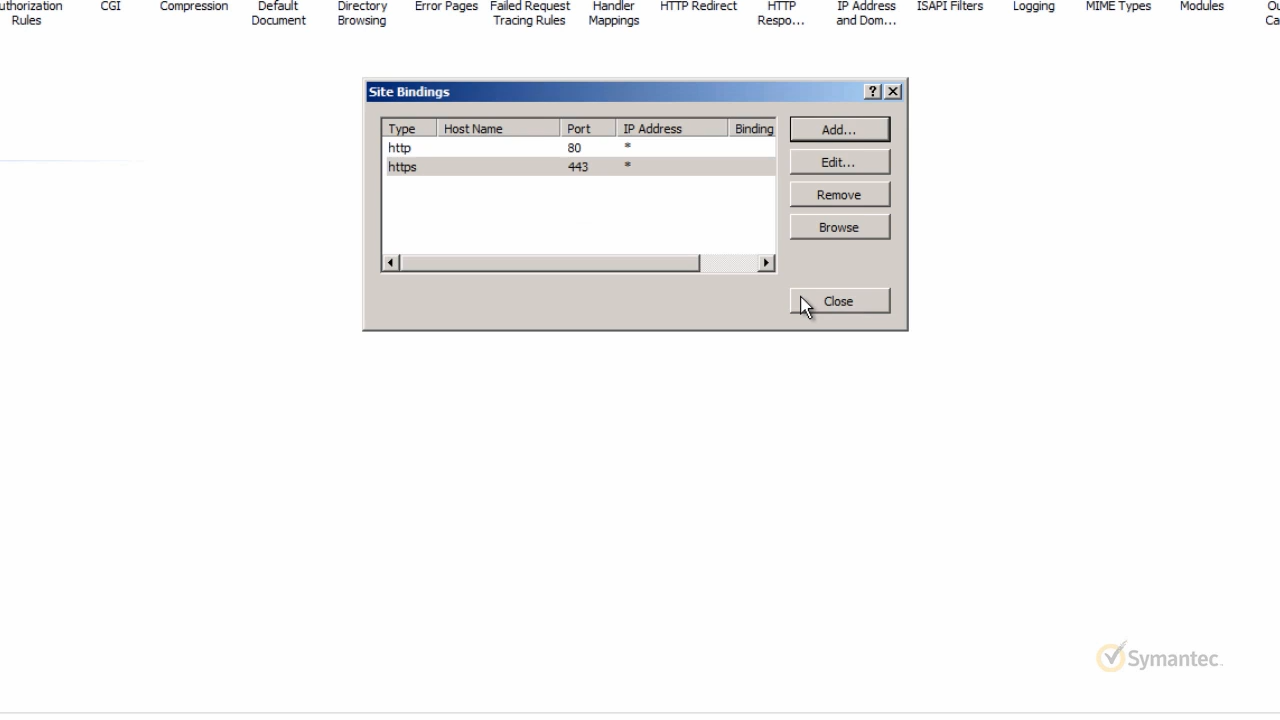 uthorization CGI Compression Default Directory Error Pages Failed Request Handler HTTP Redirect HTTP IP Address ISAPI Filters Logging MIME Types Modules Ou
Rules Document Browsing Tracing Rules Mappings Respo... and Dom... Ca
Site Bindings
Type Host Name Port IP Address Binding
http 80 *
https 443 *
Add...
Edit...
Remove
Browse
Close
Symantec.